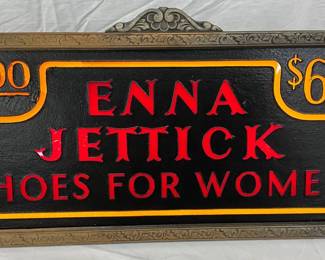 00 $6
ENNA
JETTICK
HOES FOR WOME